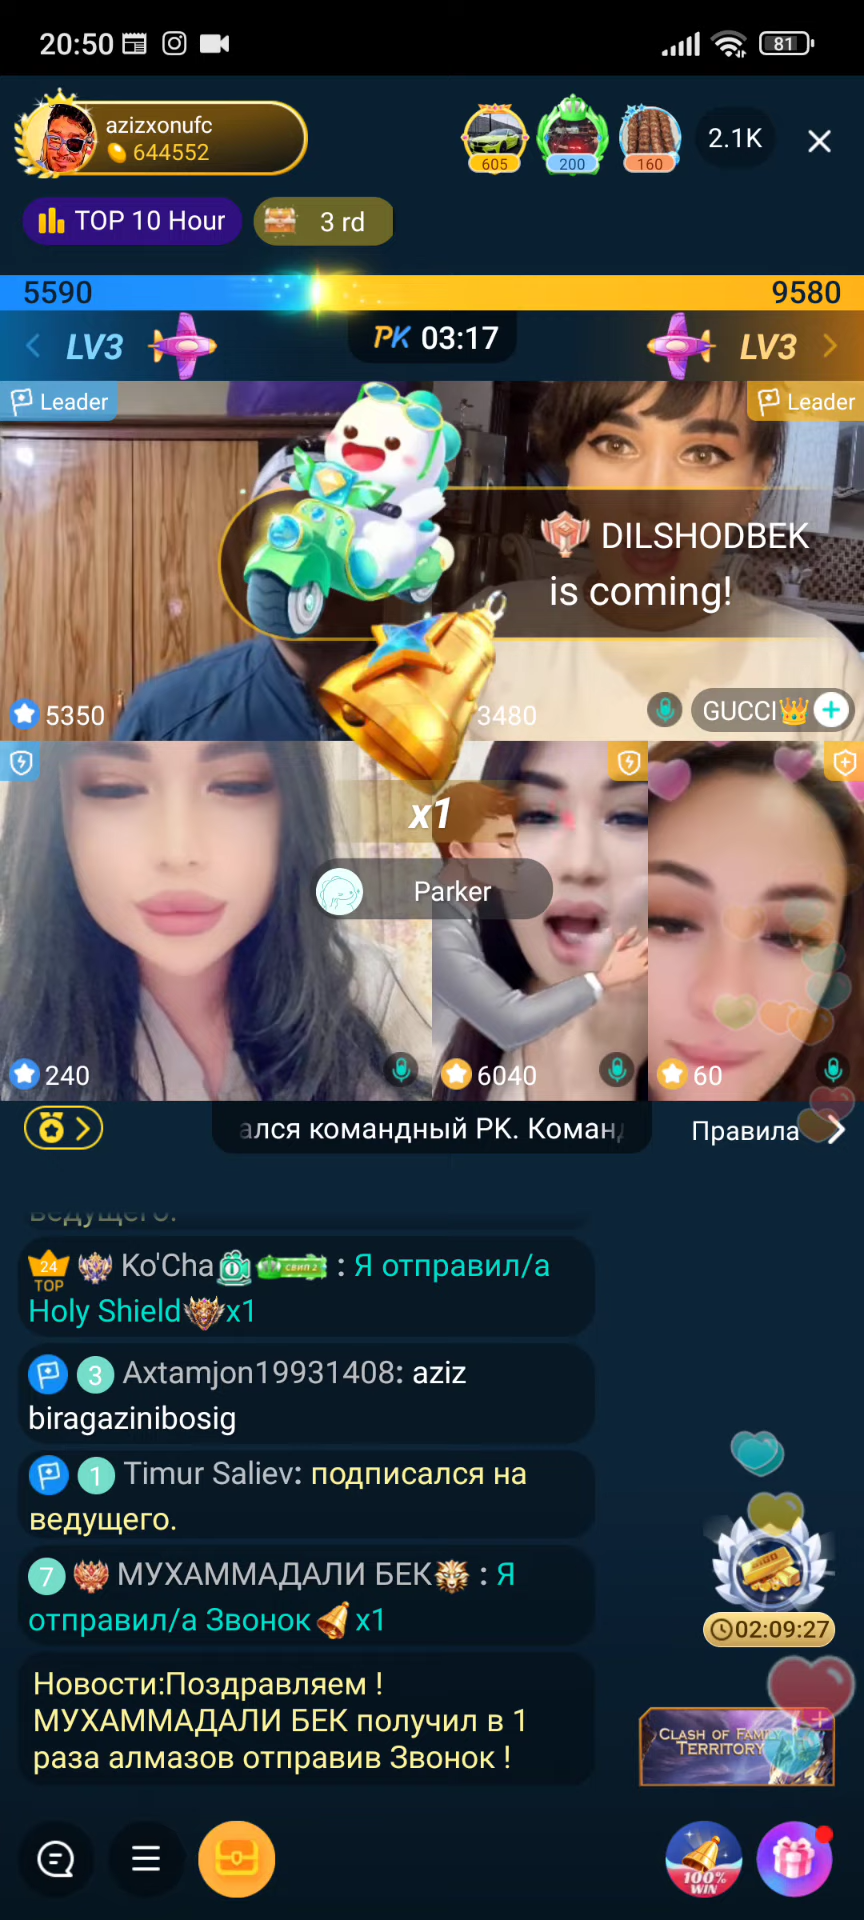 20:50
81
azizxonufc
644552
605
200
160
2.1K
TOP 10 Hour
3 rd
5590
9580
LV3
PK 03:17
LV3
Leader
Leader
DILSHODBEK
is coming!
5350
3480
GUCCI
x1
Parker
240
6040
60
ался командный PK. Команд
Правила
ведущего.
24
TOP
Ko'Cha СВИП 2 : Я отправил/а
Holy Shield x1
3 Axtamjon19931408: aziz
biragazinibosig
1 Timur Saliev: подписался на
ведущего.
7 МУХАММАДАЛИ БЕК : Я
отправил/а Звонок x1
02:09:27
Новости:Поздравляем !
МУХАММАДАЛИ БЕК получил в 1
раза алмазов отправив Звонок !
CLASH OF FAMILY
TERRITORY
100%
WIN